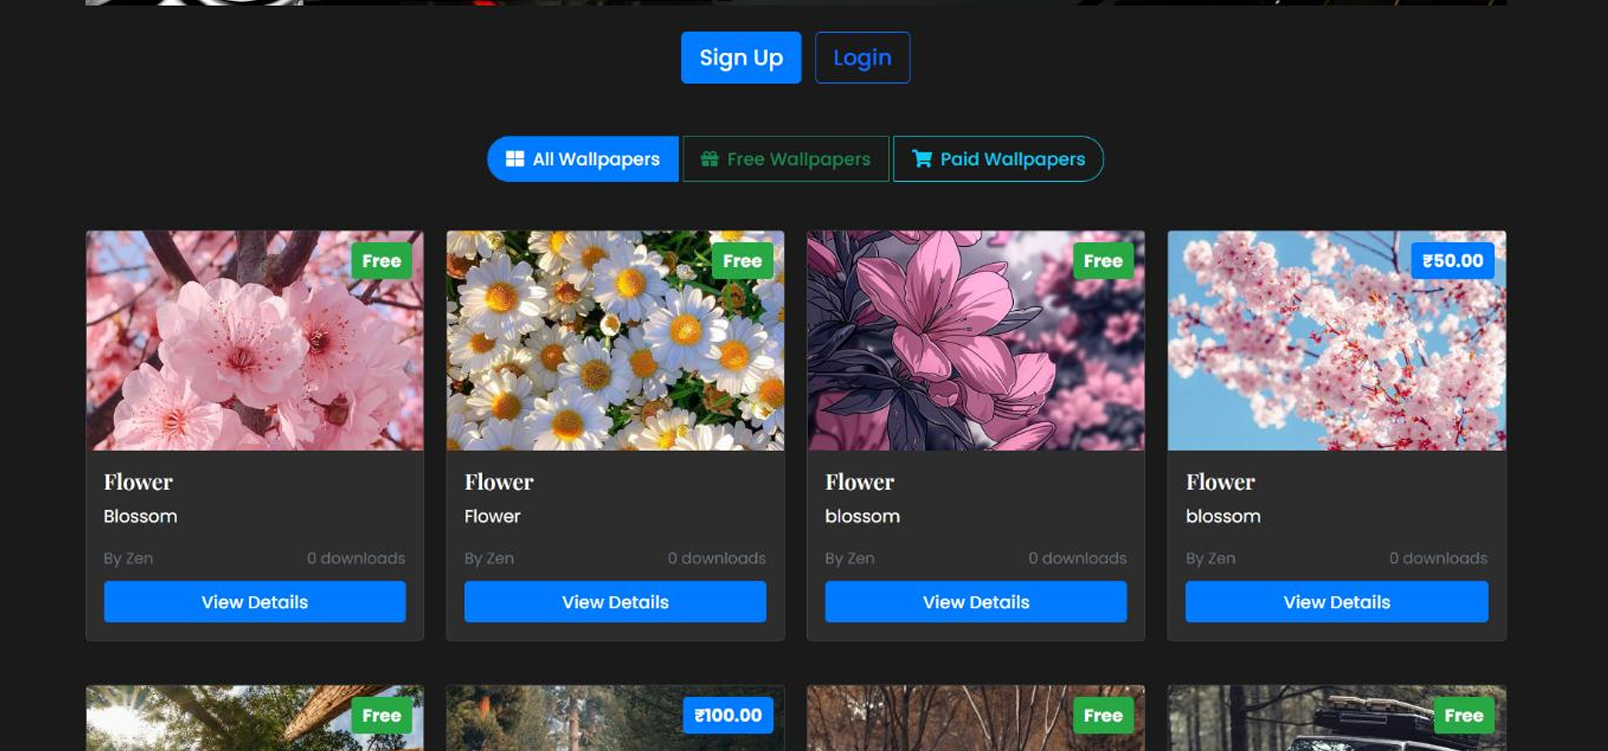 Sign Up Login
All Wallpapers Free Wallpapers Paid Wallpapers
Free Free Free ₹50.00
Flower Flower Flower Flower
Blossom Flower blossom blossom
By Zen 0 downloads By Zen 0 downloads By Zen 0 downloads By Zen 0 downloads
View Details View Details View Details View Details
Free ₹100.00 Free Free